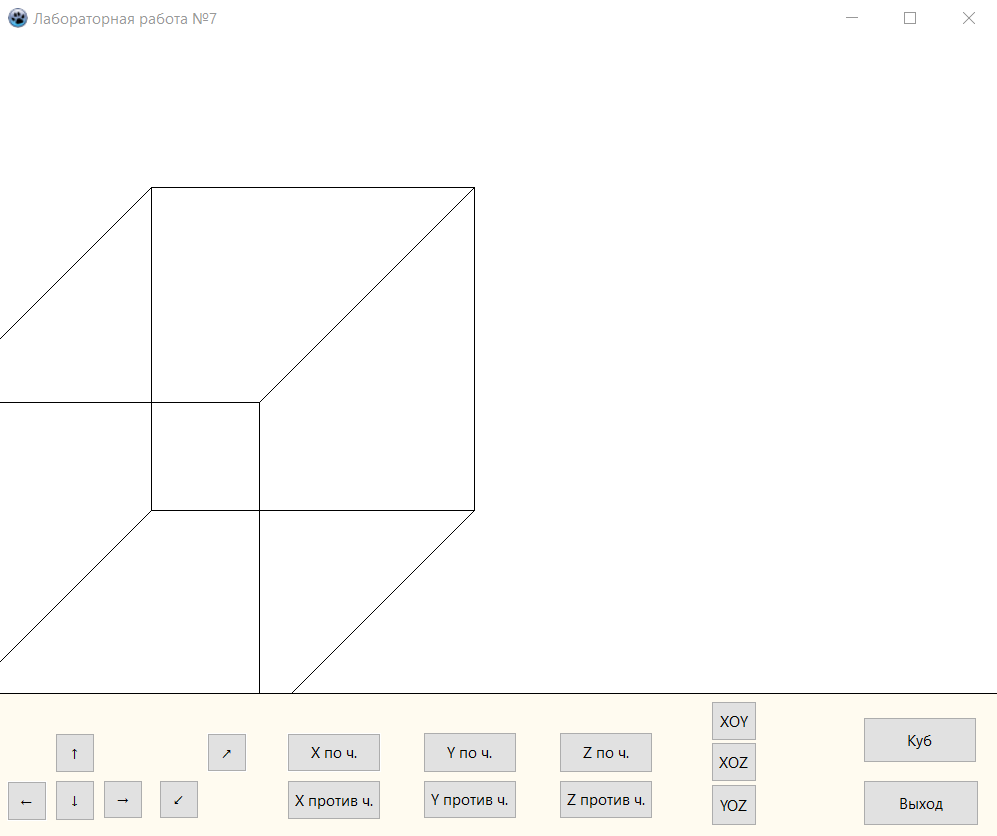 Лабораторная работа №7
↑
←
↓
→
↗
↙
X по ч.
X против ч.
Y по ч.
Y против ч.
Z по ч.
Z против ч.
XOY
XOZ
YOZ
Куб
Выход